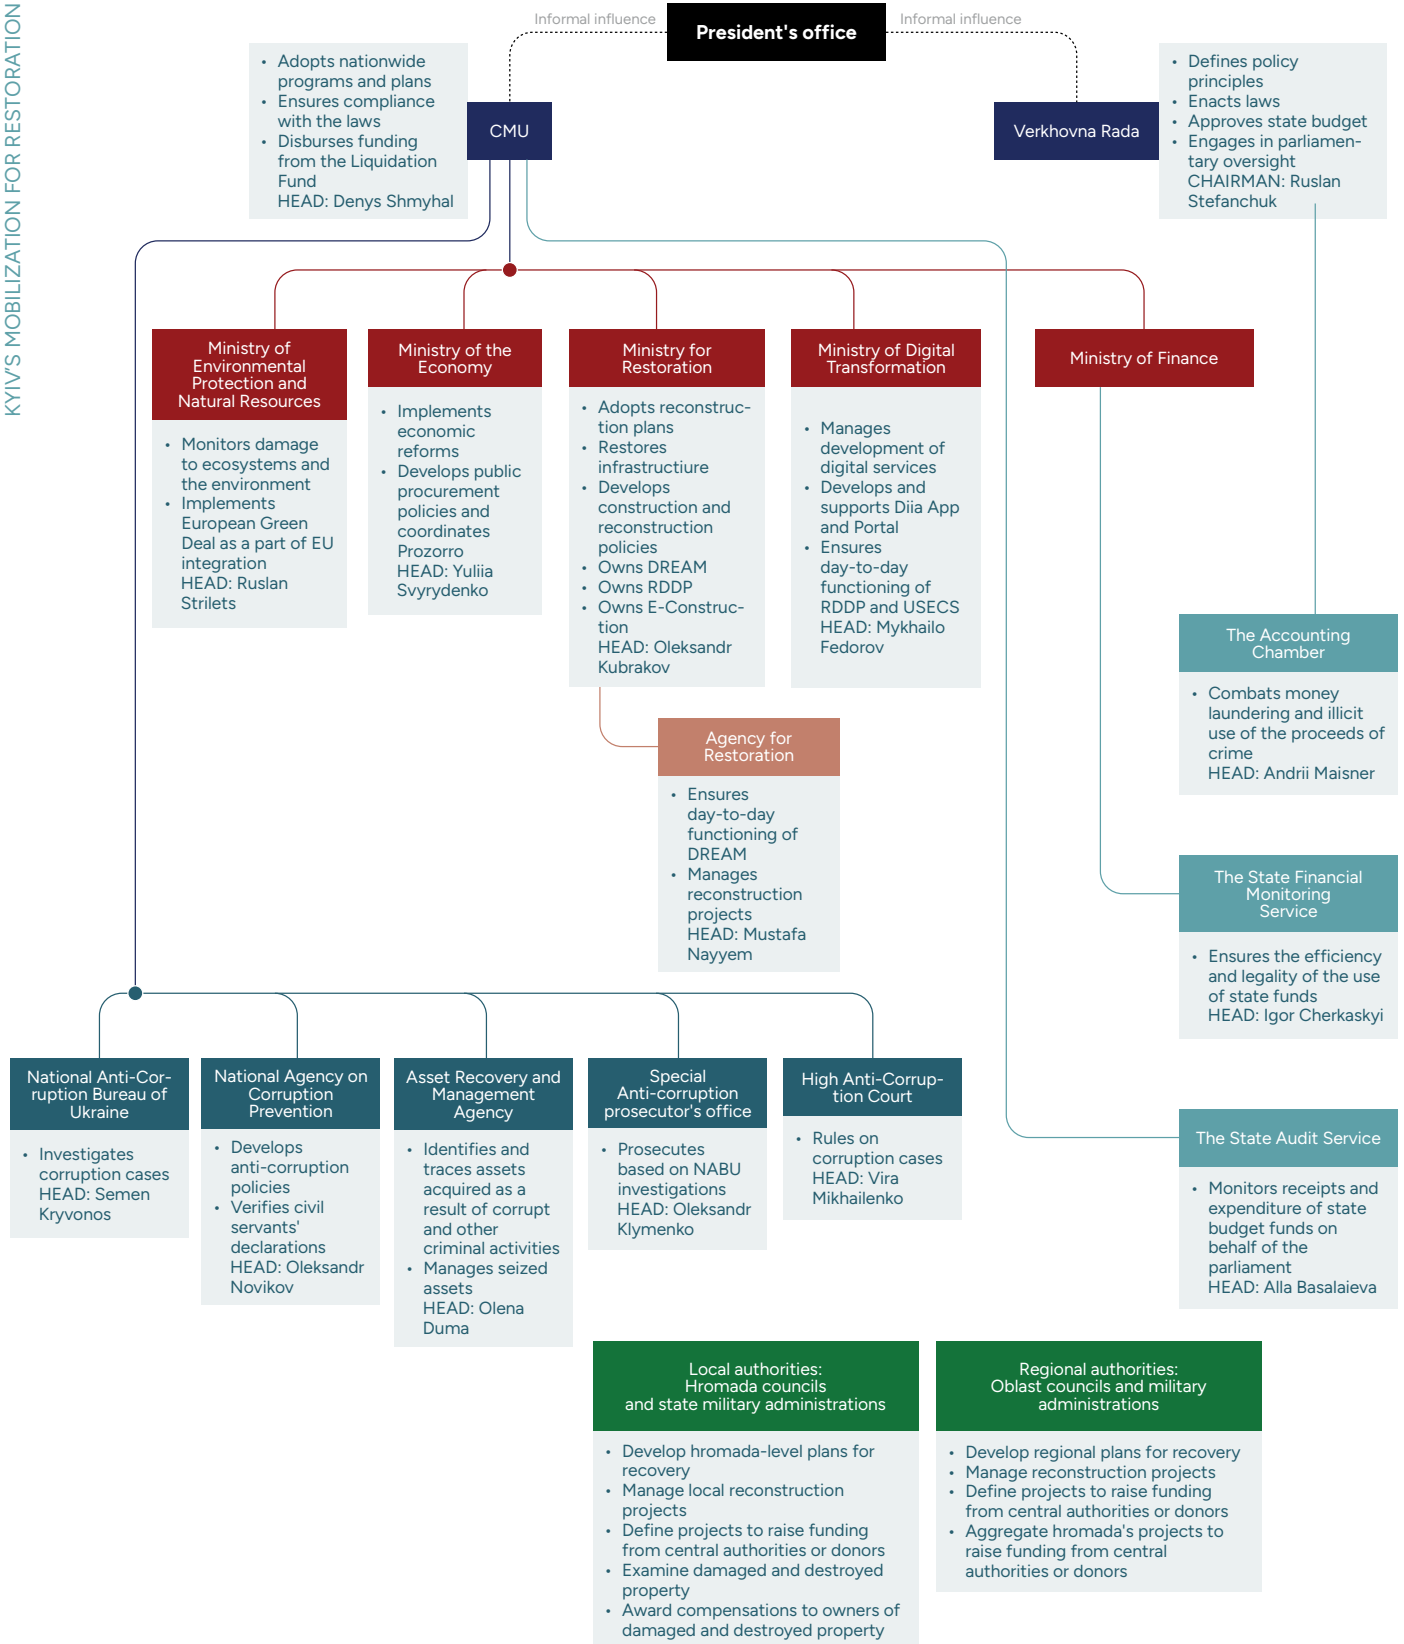 KYIV'S MOBILIZATION FOR RESTORATION
Informal influence
President's office
Informal influence
• Adopts nationwide
programs and plans
• Ensures compliance
with the laws
• Disburses funding
from the Liquidation
Fund
HEAD: Denys Shmyhal
CMU
Verkhovna Rada
• Defines policy
principles
• Enacts laws
• Approves state budget
• Engages in parliamen-
tary oversight
CHAIRMAN: Ruslan
Stefanchuk
Ministry of
Environmental
Protection and
Natural Resources
• Monitors damage
to ecosystems and
the environment
• Implements
European Green
Deal as a part of EU
integration
HEAD: Ruslan
Strilets
Ministry of the
Economy
• Implements
economic
reforms
• Develops public
procurement
policies and
coordinates
Prozorro
HEAD: Yuliia
Svyrydenko
Ministry for
Restoration
• Adopts reconstruc-
tion plans
• Restores
infrastructiure
• Develops
construction and
reconstruction
policies
• Owns DREAM
• Owns RDDP
• Owns E-Construc-
tion
HEAD: Oleksandr
Kubrakov
Ministry of Digital
Transformation
• Manages
development of
digital services
• Develops and
supports Diia App
and Portal
• Ensures
day-to-day
functioning of
RDDP and USECS
HEAD: Mykhailo
Fedorov
Ministry of Finance
The Accounting
Chamber
• Combats money
laundering and illicit
use of the proceeds of
crime
HEAD: Andrii Maisner
Agency for
Restoration
• Ensures
day-to-day
functioning of
DREAM
• Manages
reconstruction
projects
HEAD: Mustafa
Nayyem
The State Financial
Monitoring
Service
• Ensures the efficiency
and legality of the use
of state funds
HEAD: Igor Cherkaskyi
National Anti-Cor-
ruption Bureau of
Ukraine
• Investigates
corruption cases
HEAD: Semen
Kryvonos
National Agency on
Corruption
Prevention
• Develops
anti-corruption
policies
• Verifies civil
servants'
declarations
HEAD: Oleksandr
Novikov
Asset Recovery and
Management
Agency
• Identifies and
traces assets
acquired as a
result of corrupt
and other
criminal activities
• Manages seized
assets
HEAD: Olena
Duma
Special
Anti-corruption
prosecutor's office
• Prosecutes
based on NABU
investigations
HEAD: Oleksandr
Klymenko
High Anti-Corrup-
tion Court
• Rules on
corruption cases
HEAD: Vira
Mikhailenko
The State Audit Service
• Monitors receipts and
expenditure of state
budget funds on
behalf of the
parliament
HEAD: Alla Basalaieva
Local authorities:
Hromada councils
and state military administrations
• Develop hromada-level plans for
recovery
• Manage local reconstruction
projects
• Define projects to raise funding
from central authorities or donors
• Examine damaged and destroyed
property
• Award compensations to owners of
damaged and destroyed property
Regional authorities:
Oblast councils and military
administrations
• Develop regional plans for recovery
• Manage reconstruction projects
• Define projects to raise funding
from central authorities or donors
• Aggregate hromada's projects to
raise funding from central
authorities or donors